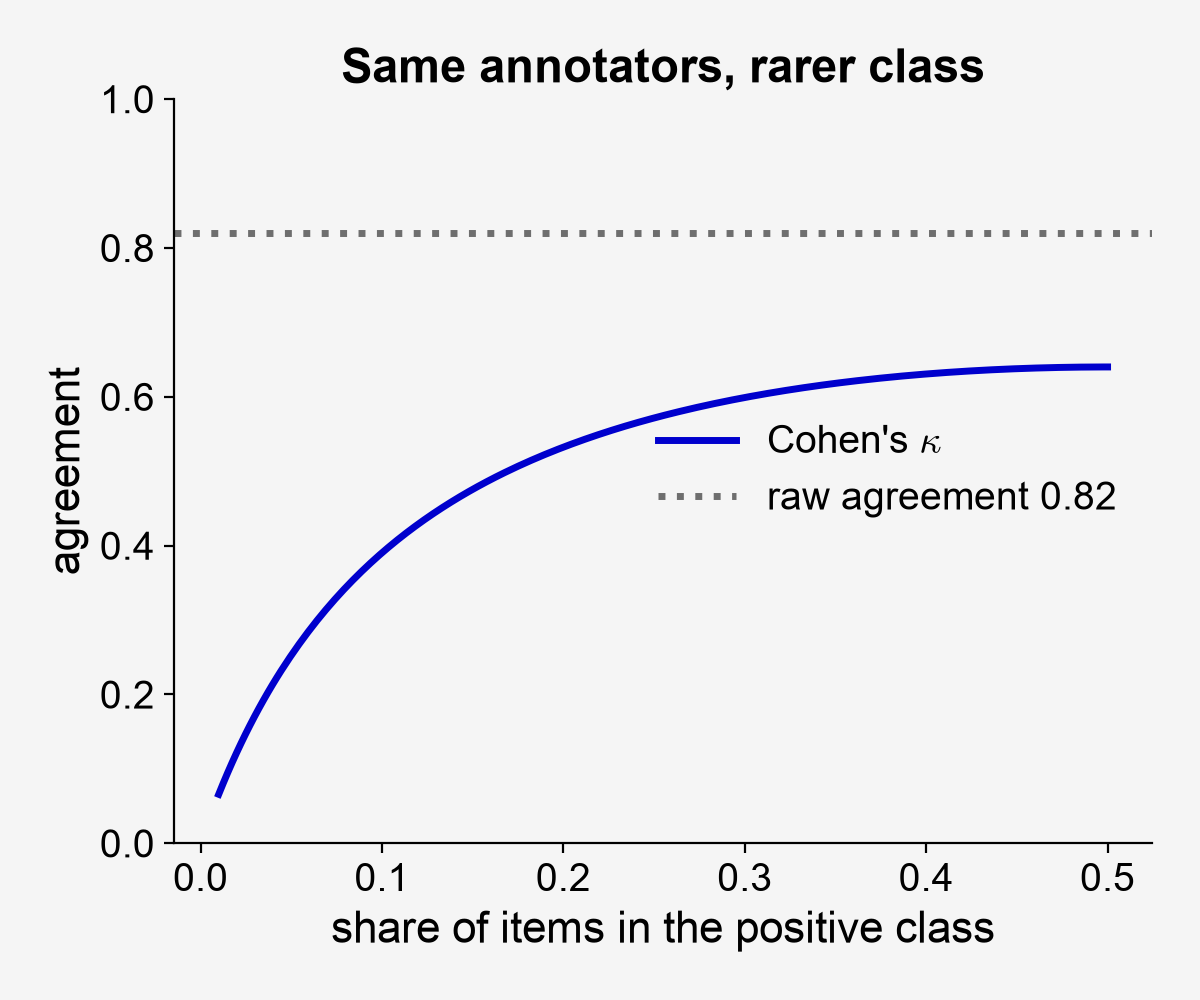 Same annotators, rarer class
1.0
0.8
0.6
0.4
0.2
0.0
agreement
Cohen's κ
raw agreement 0.82
0.0 0.1 0.2 0.3 0.4 0.5
share of items in the positive class